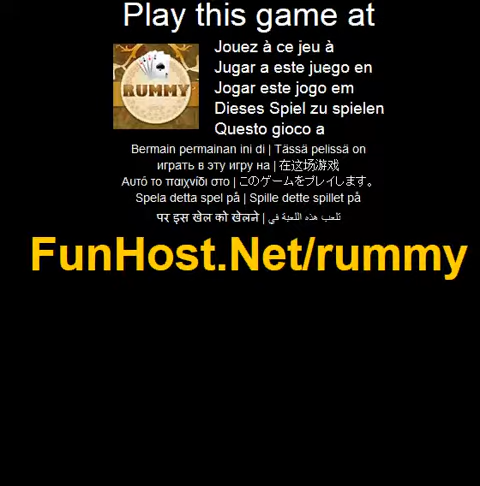 Play this game at
RUMMY
Jouez à ce jeu à
Jugar a este juego en
Jogar este jogo em
Dieses Spiel zu spielen
Questo gioco a
Bermain permainan ini di | Tässä pelissä on
играть в эту игру на | 在这场游戏
Αυτό το παιχνίδι στο | このゲームをプレイします。
Spela detta spel på | Spille dette spillet på
पर इस खेल को खेलने | تلعب هذه اللعبة في
FunHost.Net/rummy